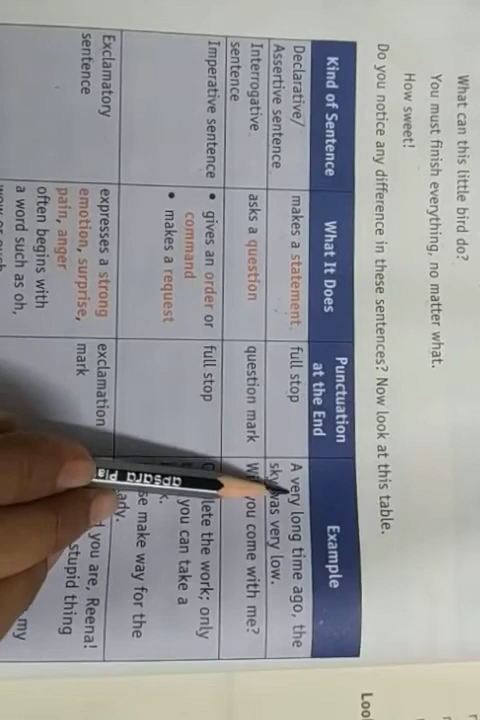 What can this little bird do?
You must finish everything, no matter what.
How sweet!
Do you notice any difference in these sentences? Now look at this table.
Kind of Sentence
What It Does
Punctuation
at the End
Example
Declarative/
Assertive sentence
makes a statement
full stop
A very long time ago, the
sky was very low.
Interrogative
sentence
asks a question
question mark
you come with me?
Imperative sentence
• gives an order or
command
• makes a request
full stop
the work; only
you can take a
make way for the
Exclamatory
sentence
expresses a strong
emotion, surprise,
pain, anger
often begins with
a word such as oh,
exclamation
mark
you are, Reena!
stupid thing
my
apsara
Loo